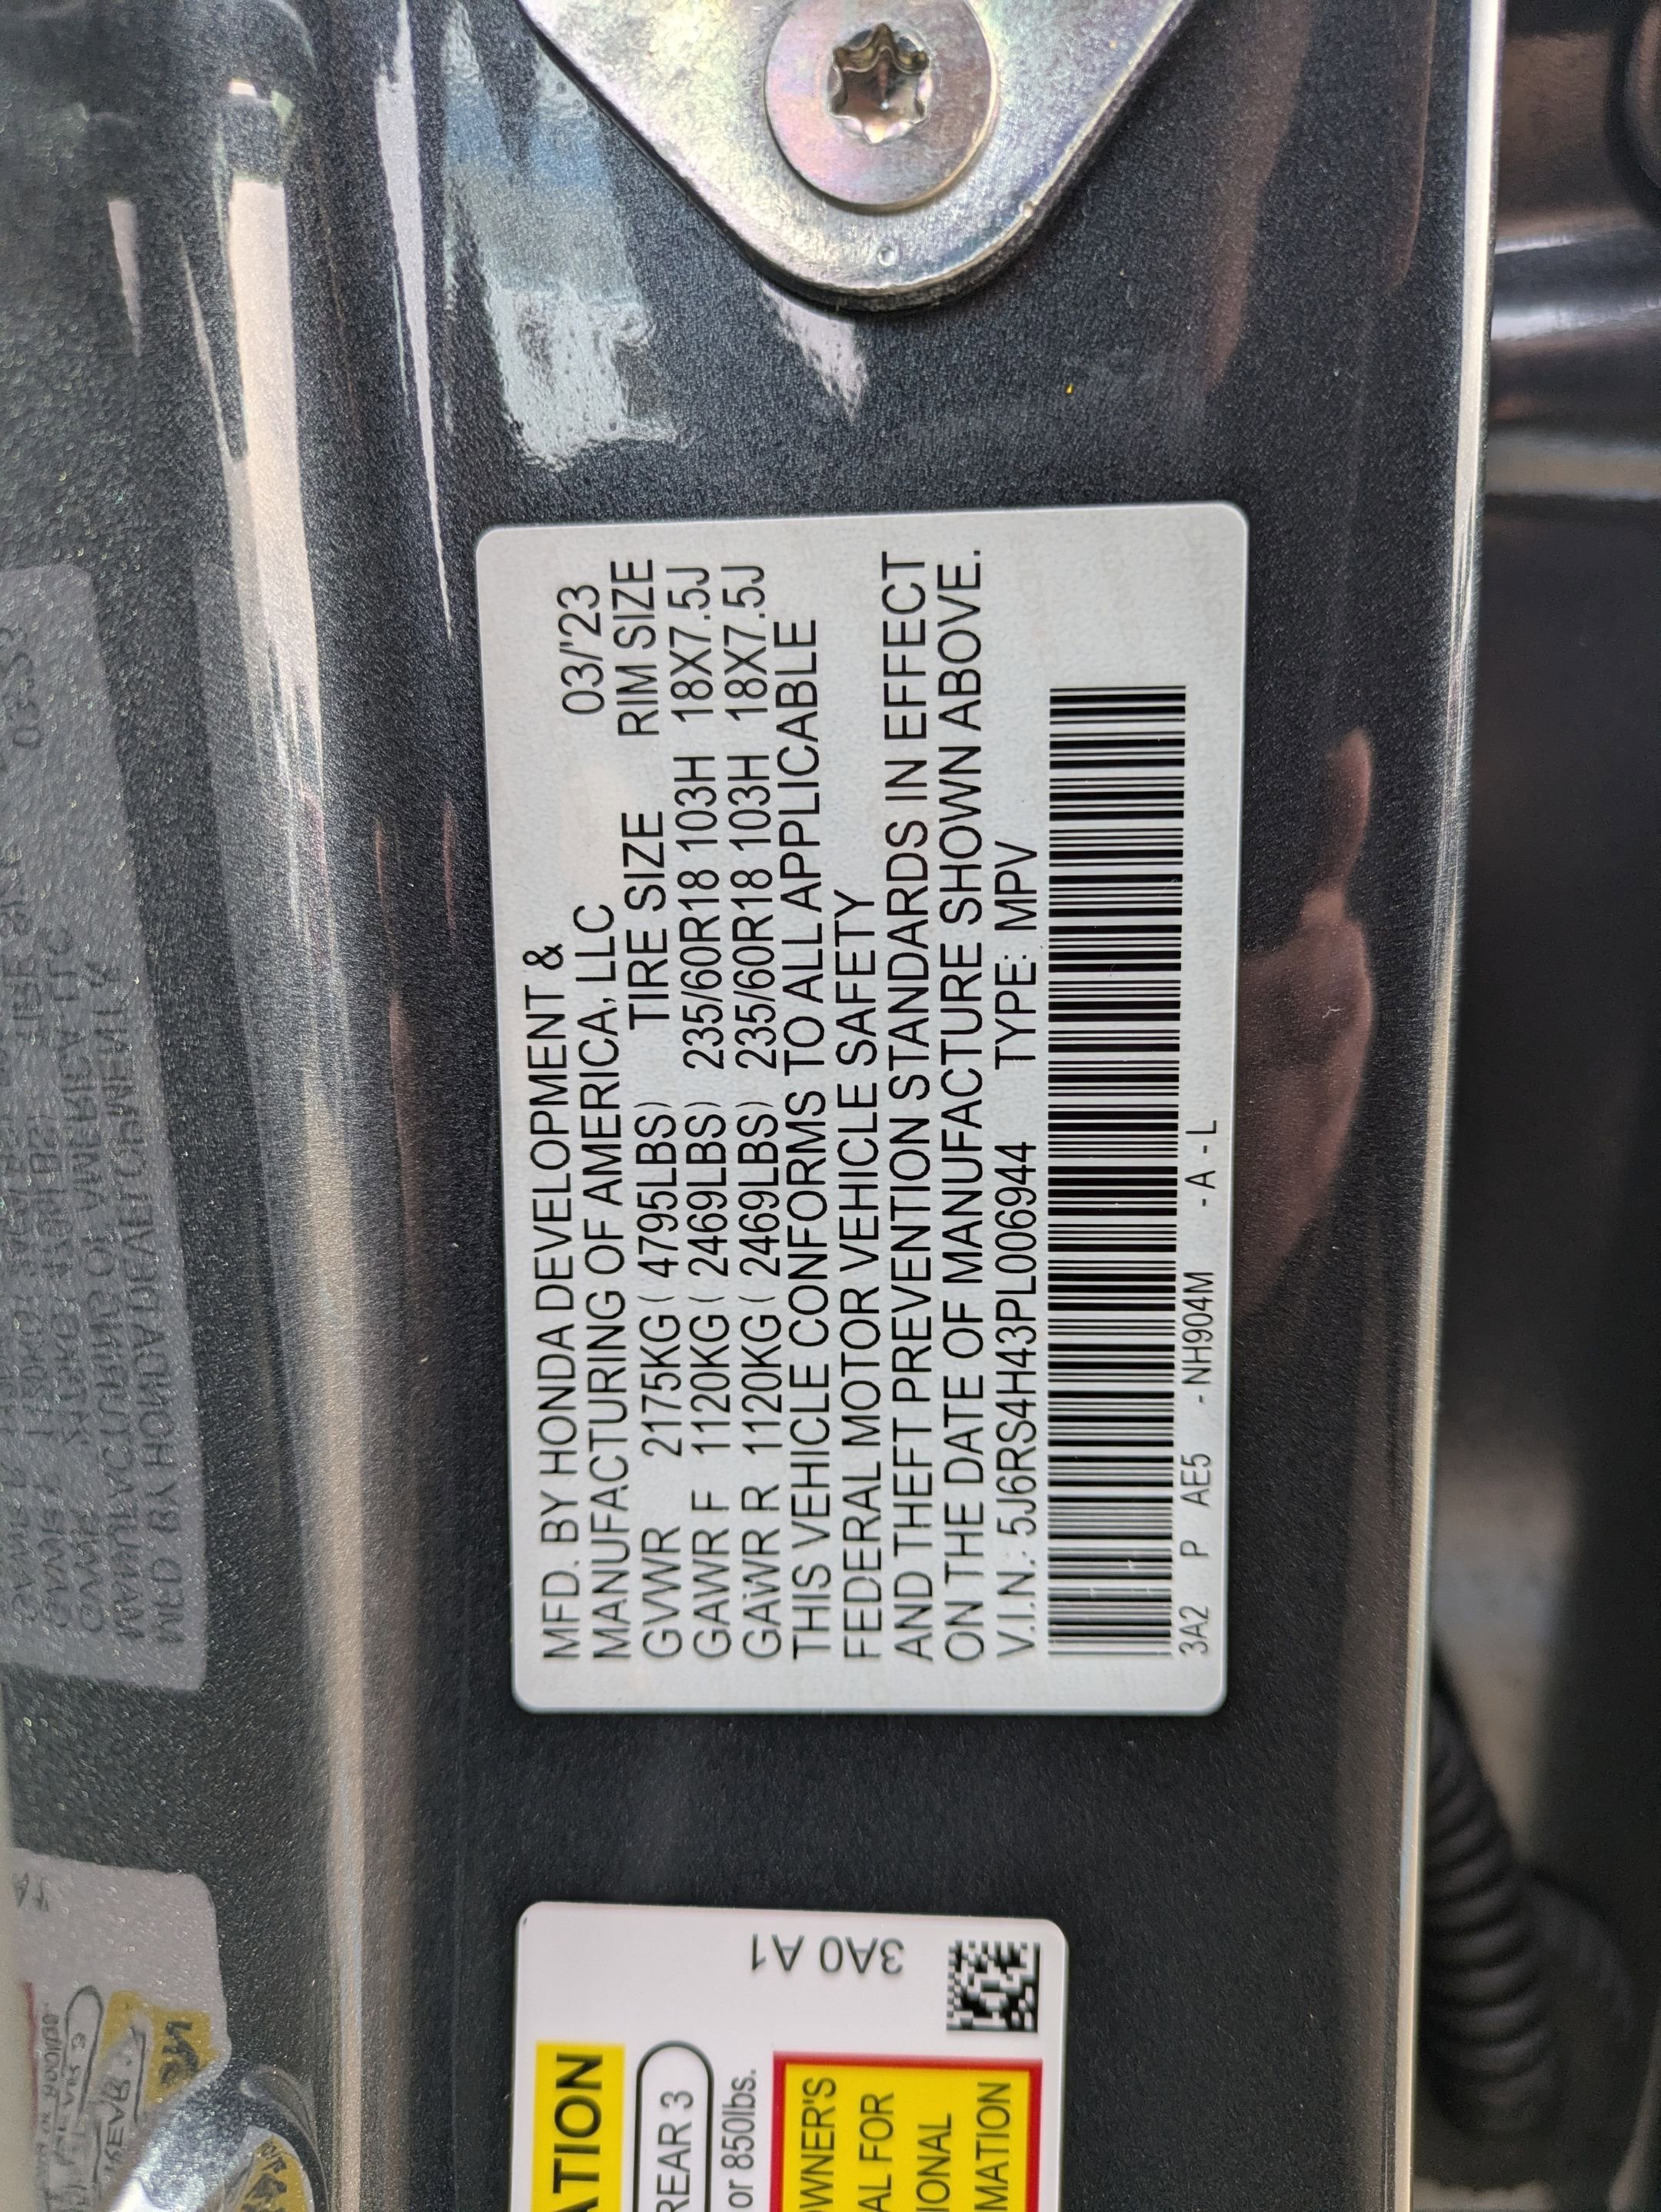 MFD. BY HONDA DEVELOPMENT &
MANUFACTURING OF AMERICA, LLC 03/'23
GVWR 2175KG ( 4795LBS) TIRE SIZE RIM SIZE
GAWR F 1120KG ( 2469LBS) 235/60R18 103H 18X7.5J
GAWR R 1120KG ( 2469LBS) 235/60R18 103H 18X7.5J
THIS VEHICLE CONFORMS TO ALL APPLICABLE
FEDERAL MOTOR VEHICLE SAFETY
AND THEFT PREVENTION STANDARDS IN EFFECT
ON THE DATE OF MANUFACTURE SHOWN ABOVE.
V.I.N.: 5J6RS4H43PL006944 TYPE: MPV
3A2 P AE5 - NH904M - A - L
3A0 A1
ATION
REAR 3
or 850lbs.
OWNER'S
AL FOR
IONAL
MATION